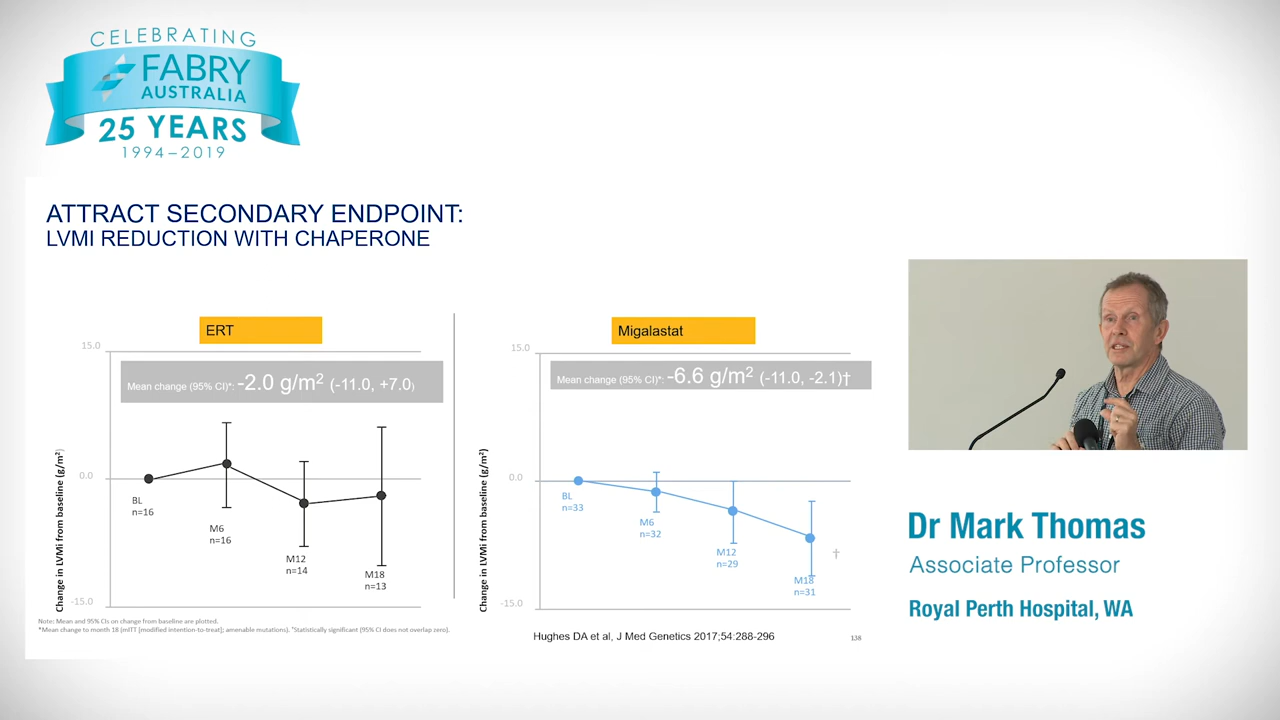 CELEBRATING
FABRY
AUSTRALIA
25 YEARS
1994–2019
ATTRACT SECONDARY ENDPOINT:
LVMI REDUCTION WITH CHAPERONE
ERT
15.0
Mean change (95% CI)*: -2.0 g/m² (-11.0, +7.0)
Change in LVMi from baseline (g/m²)
0.0
BL
n=16
M6
n=16
M12
n=14
M18
n=13
-15.0
Migalastat
15.0
Mean change (95% CI)*: -6.6 g/m² (-11.0, -2.1)†
Change in LVMi from baseline (g/m²)
0.0
BL
n=33
M6
n=32
M12
n=29
†
M18
n=31
-15.0
Note: Mean and 95% CIs on change from baseline are plotted.
*Mean change to month 18 [mITT [modified intention-to-treat]; amenable mutations). †Statistically significant (95% CI does not overlap zero).
Hughes DA et al, J Med Genetics 2017;54:288-296
138
Dr Mark Thomas
Associate Professor
Royal Perth Hospital, WA